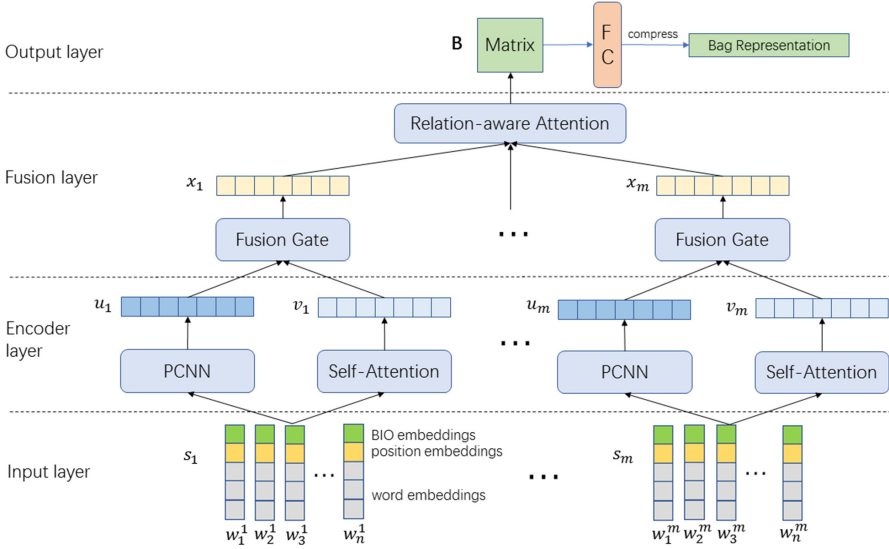 Output layer
B
Matrix
F
C
compress
Bag Representation
Relation-aware Attention
Fusion layer
x₁
xₘ
Fusion Gate
...
Fusion Gate
u₁
v₁
uₘ
vₘ
Encoder
layer
PCNN
Self-Attention
...
PCNN
Self-Attention
BIO embeddings
position embeddings
Input layer
s₁
...
...
sₘ
...
word embeddings
w₁¹ w₂¹ w₃¹ wₙ¹
w₁ᵐ w₂ᵐ w₃ᵐ wₙᵐ